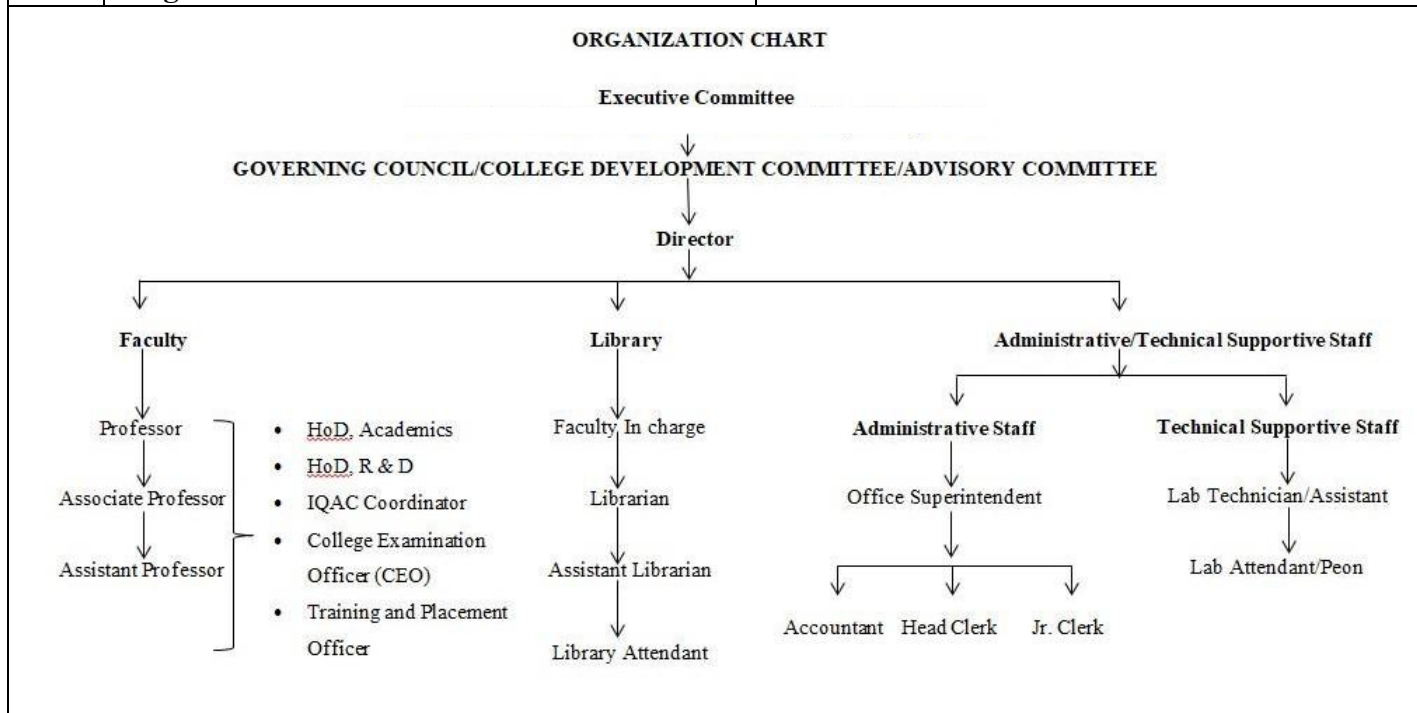 ORGANIZATION CHART
Executive Committee
GOVERNING COUNCIL/COLLEGE DEVELOPMENT COMMITTEE/ADVISORY COMMITTEE
Director
Faculty
Library
Administrative/Technical Supportive Staff
Professor
Associate Professor
Assistant Professor
• HoD, Academics
• HoD, R & D
• IQAC Coordinator
• College Examination
Officer (CEO)
• Training and Placement
Officer
Faculty In charge
Librarian
Assistant Librarian
Library Attendant
Administrative Staff
Office Superintendent
Accountant
Head Clerk
Jr. Clerk
Technical Supportive Staff
Lab Technician/Assistant
Lab Attendant/Peon